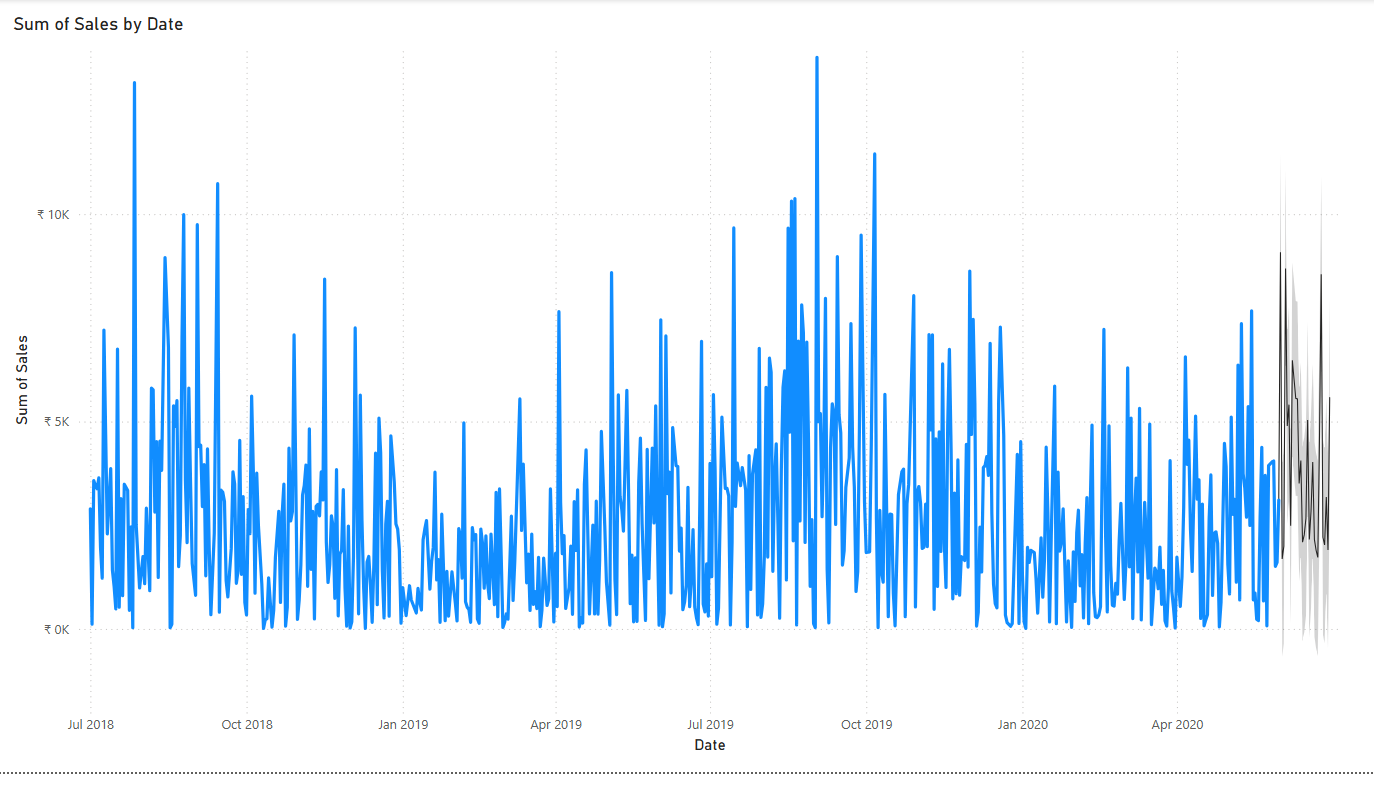 Sum of Sales by Date
₹ 10K
₹ 5K
₹ 0K
Sum of Sales
Jul 2018 Oct 2018 Jan 2019 Apr 2019 Jul 2019 Oct 2019 Jan 2020 Apr 2020
Date